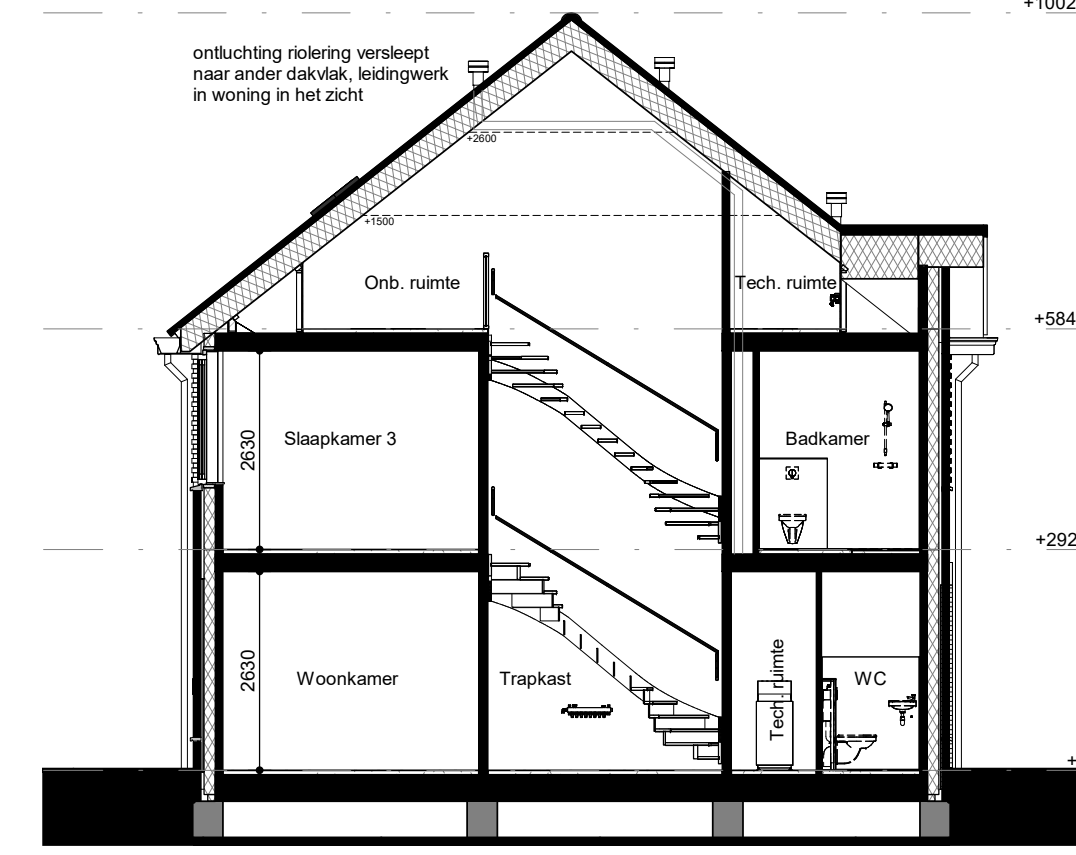 +1002
ontluchting riolering versleept
naar ander dakvlak, leidingwerk
in woning in het zicht
+2600
+1500
Onb. ruimte
Tech. ruimte
+584
2630
Slaapkamer 3
Badkamer
+292
2630
Woonkamer
Trapkast
Tech. ruimte
WC
+